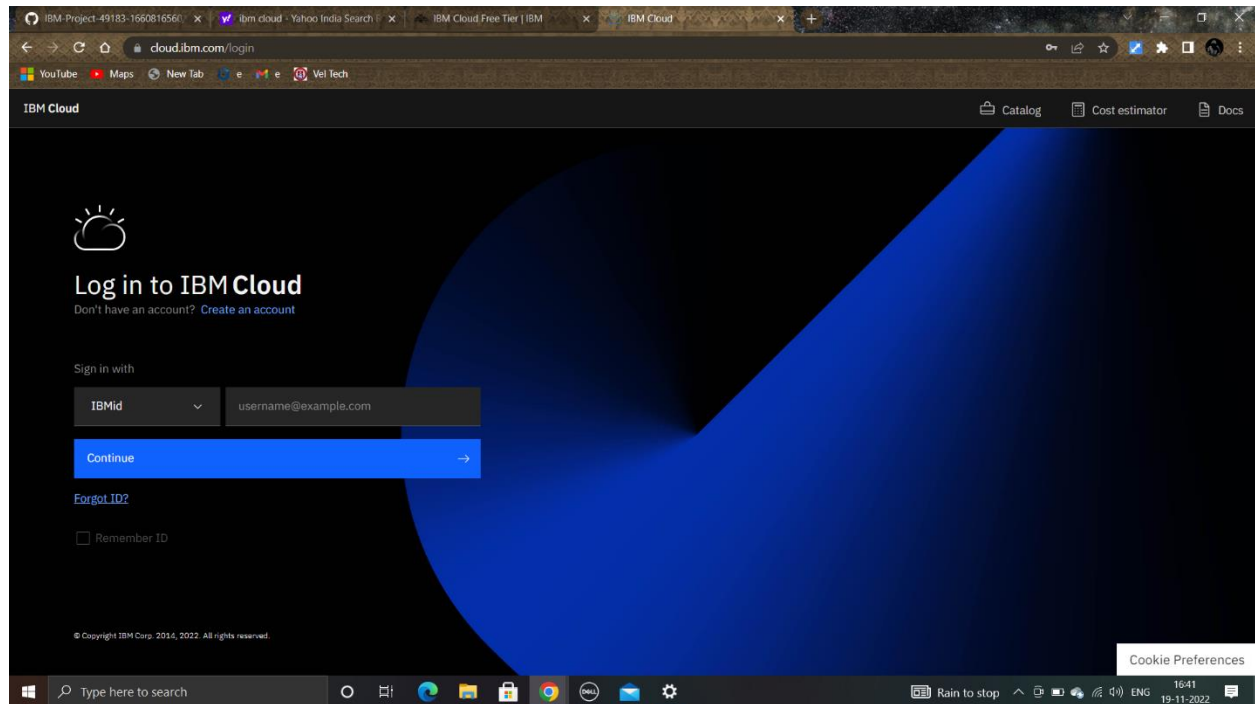 IBM-Project-49183-1660816560 ibm cloud - Yahoo India Search IBM Cloud Free Tier | IBM IBM Cloud
cloud.ibm.com/login
YouTube Maps New Tab e e Vel Tech
IBM Cloud Catalog Cost estimator Docs
Log in to IBM Cloud
Don't have an account? Create an account
Sign in with
IBMid username@example.com
Continue
Forgot ID?
Remember ID
© Copyright IBM Corp. 2014, 2022. All rights reserved.
Cookie Preferences
Type here to search DELL Rain to stop ENG 16:41
19-11-2022